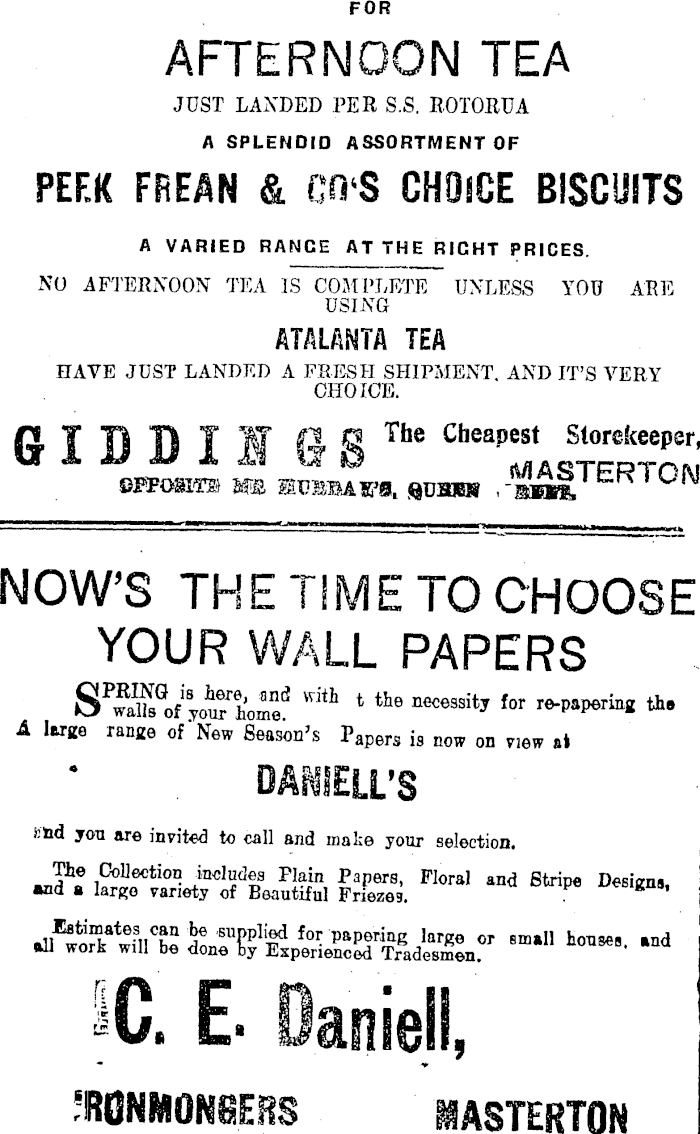 FOR
AFTERNOON TEA
JUST LANDED PER S.S. ROTORUA
A SPLENDID ASSORTMENT OF
PEEK FREAN & CO'S CHOICE BISCUITS
A VARIED RANGE AT THE RIGHT PRICES.
NO AFTERNOON TEA IS COMPLETE UNLESS YOU ARE
USING
ATALANTA TEA
HAVE JUST LANDED A FRESH SHIPMENT, AND IT'S VERY
CHOICE.
GIDDINGS The Cheapest Storekeeper,
MASTERTON
OPPOSITE MR HURRAY'S, QUEEN
NOW'S THE TIME TO CHOOSE
YOUR WALL PAPERS
SPRING is here, and with t the necessity for re-papering the
walls of your home.
A large range of New Season's Papers is now on view at
DANIELL'S
and you are invited to call and make your selection.
The Collection includes Plain Papers, Floral and Stripe Designs,
and a large variety of Beautiful Friezes.
Estimates can be supplied for papering large or small houses, and
all work will be done by Experienced Tradesmen.
C. E. Daniell,
IRONMONGERS MASTERTON